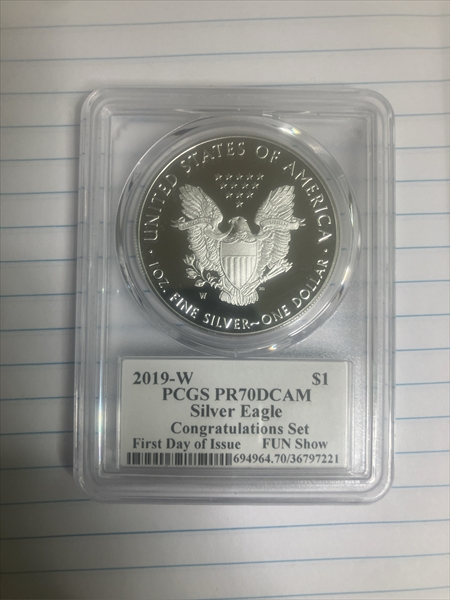 UNITED STATES OF AMERICA
W
1 OZ. FINE SILVER~ONE DOLLAR
2019-W $1
PCGS PR70DCAM
Silver Eagle
Congratulations Set
First Day of Issue FUN Show
694964.70/36797221